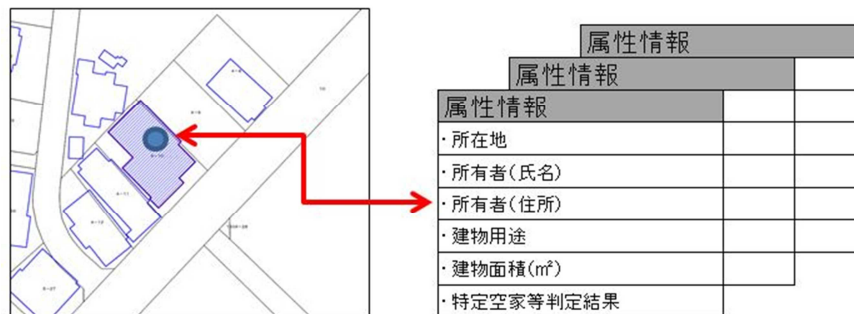 属性情報
属性情報
属性情報
・所在地
・所有者(氏名)
・所有者(住所)
・建物用途
・建物面積(㎡)
・特定空家等判定結果